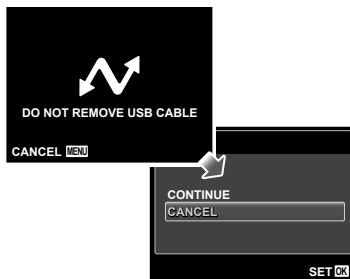 DO NOT REMOVE USB CABLE
CANCEL MENU
CONTINUE
CANCEL
SET OK